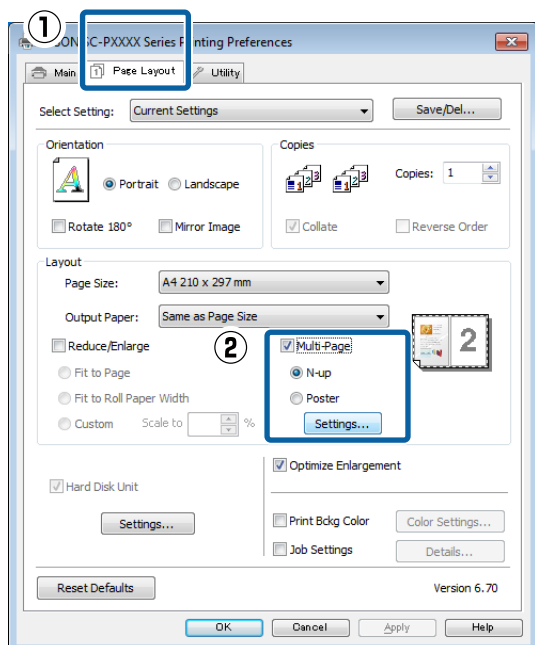 ①
ON SC-PXXXX Series Printing Preferences
Main Page Layout Utility
Select Setting: Current Settings Save/Del...
Orientation Copies
Portrait Landscape Copies: 1
Rotate 180° Mirror Image Collate Reverse Order
Layout
Page Size: A4 210 x 297 mm
Output Paper: Same as Page Size
②
Reduce/Enlarge Multi-Page 2
Fit to Page N-up
Fit to Roll Paper Width Poster
Custom Scale to % Settings...
Optimize Enlargement
Hard Disk Unit
Settings... Print Bckg Color Color Settings...
Job Settings Details...
Reset Defaults Version 6.70
OK Cancel Apply Help